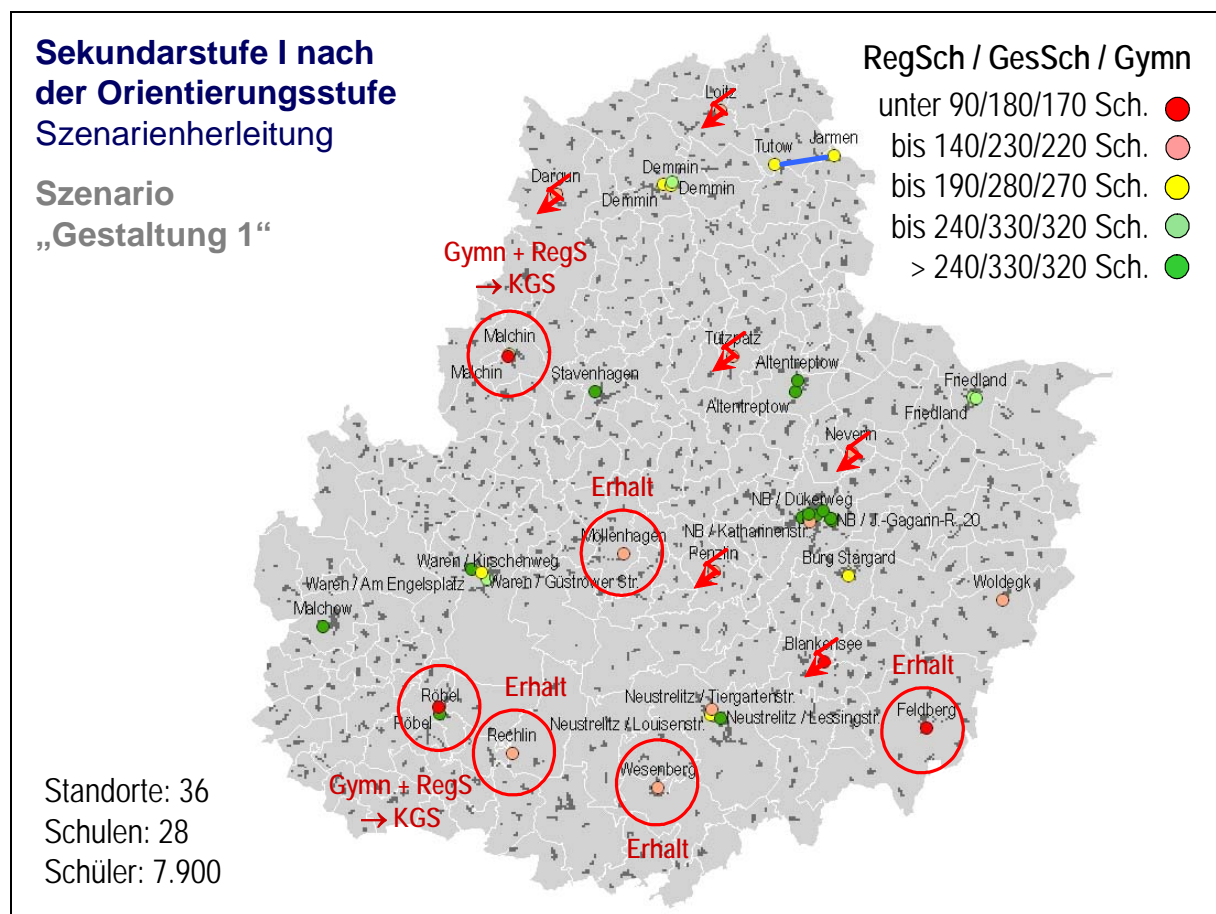 Sekundarstufe I nach
der Orientierungsstufe
Szenarienherleitung
Szenario
„Gestaltung 1“
RegSch / GesSch / Gymn
unter 90/180/170 Sch.
bis 140/230/220 Sch.
bis 190/280/270 Sch.
bis 240/330/320 Sch.
> 240/330/320 Sch.
Loitz
Tutow
Jarmen
Demmin
Demmin
Demmin
Dargun
Gymn + RegS
→ KGS
Malchin
Malchin
Stavenhagen
Tützpatz
Altentreptow
Altentreptow
Friedland
Friedland
Neverin
Erhalt
Möllenhagen
NB / Dükerweg
NB / J.-Gagarin-R. 20
NB / Katharinenstr.
Penzlin
Burg Stargard
Waren / Kirschenweg
Waren / Am Engelsplatz
Waren / Güstrower Str.
Woldegk
Malchow
Blankensee
Erhalt
Feldberg
Röbel
Röbel
Erhalt
Rechlin
Neustrelitz / Tiergartenstr.
Neustrelitz / Louisenstr.
Neustrelitz / Lessingstr.
Wesenberg
Erhalt
Gymn + RegS
→ KGS
Standorte: 36
Schulen: 28
Schüler: 7.900